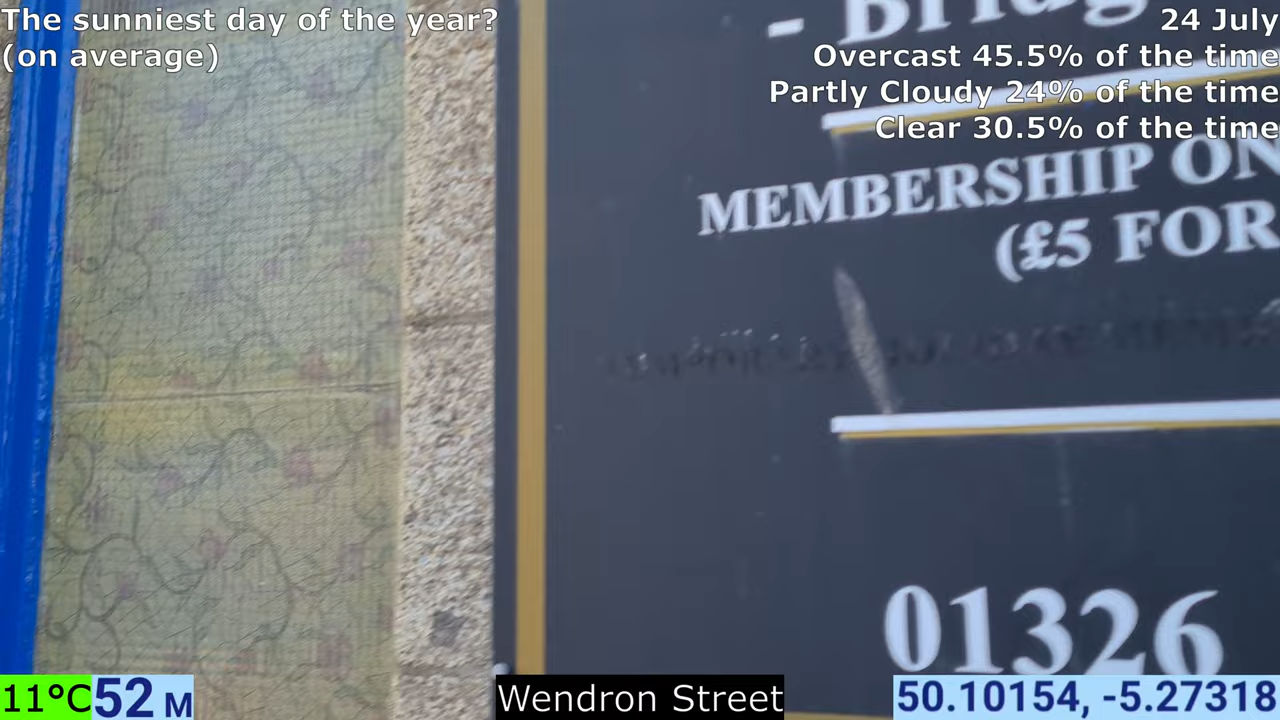 The sunniest day of the year?
(on average)
24 July
Overcast 45.5% of the time
Partly Cloudy 24% of the time
Clear 30.5% of the time
MEMBERSHIP ON
(£5 FOR
01326
11°C 52 M
Wendron Street
50.10154, -5.27318